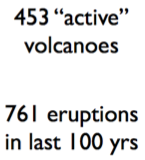 453 “active”
volcanoes
761 eruptions
in last 100 yrs